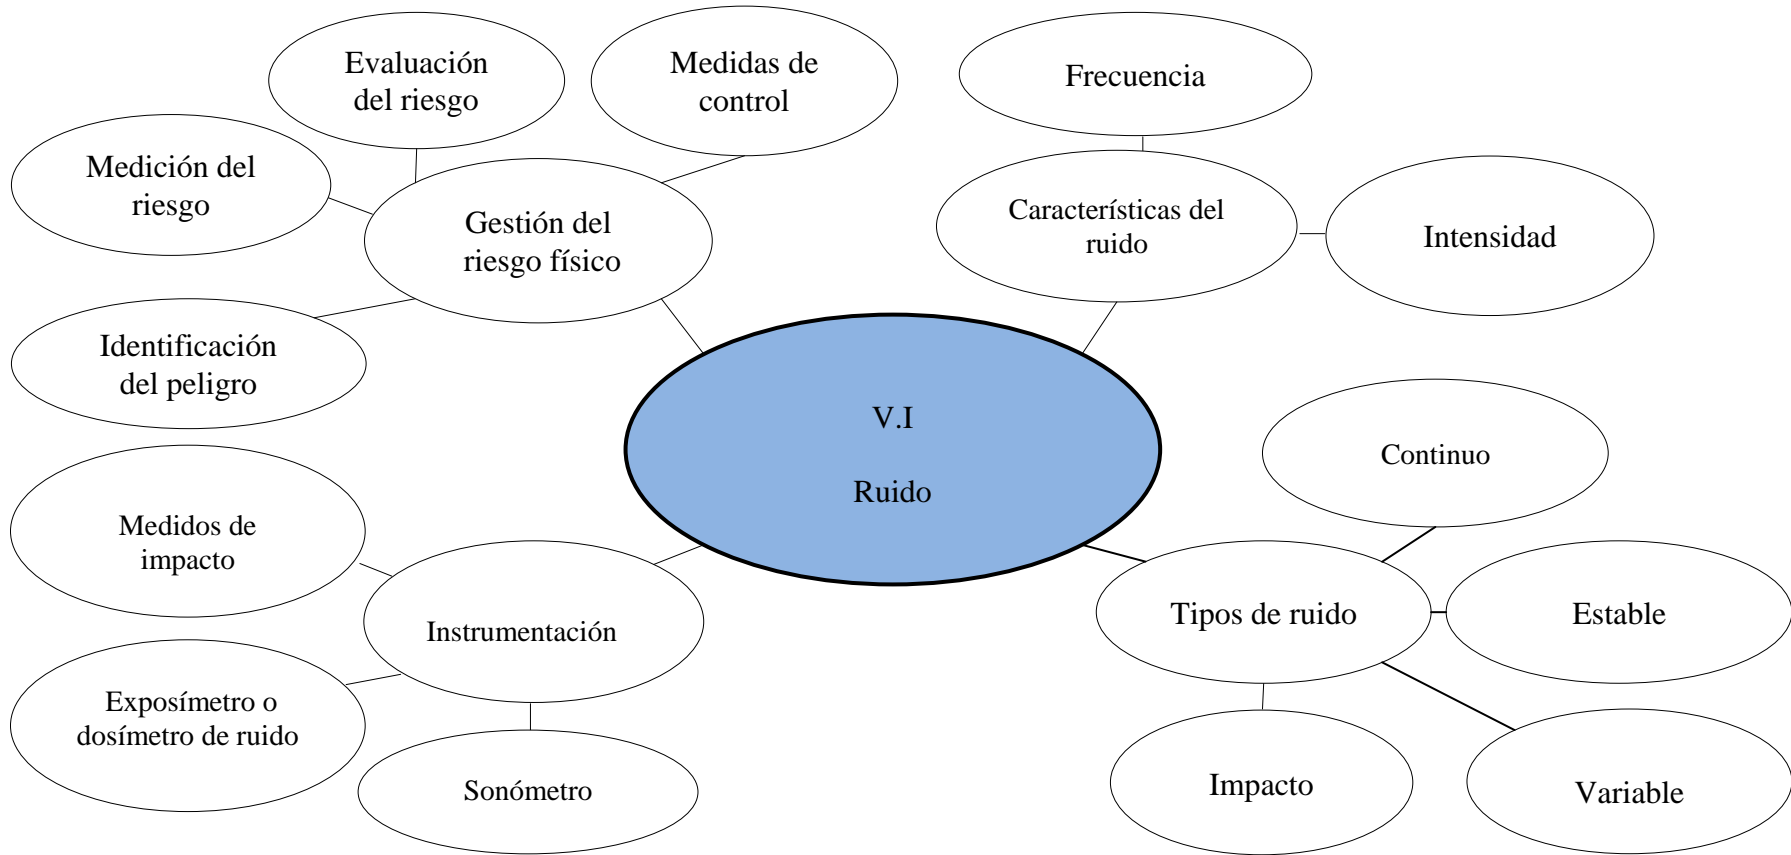 Evaluación
del riesgo
Medidas de
control
Frecuencia
Medición del
riesgo
Gestión del
riesgo físico
Características del
ruido
Intensidad
Identificación
del peligro
V.I
Ruido
Continuo
Medidos de
impacto
Instrumentación
Tipos de ruido
Estable
Exposímetro o
dosímetro de ruido
Sonómetro
Impacto
Variable